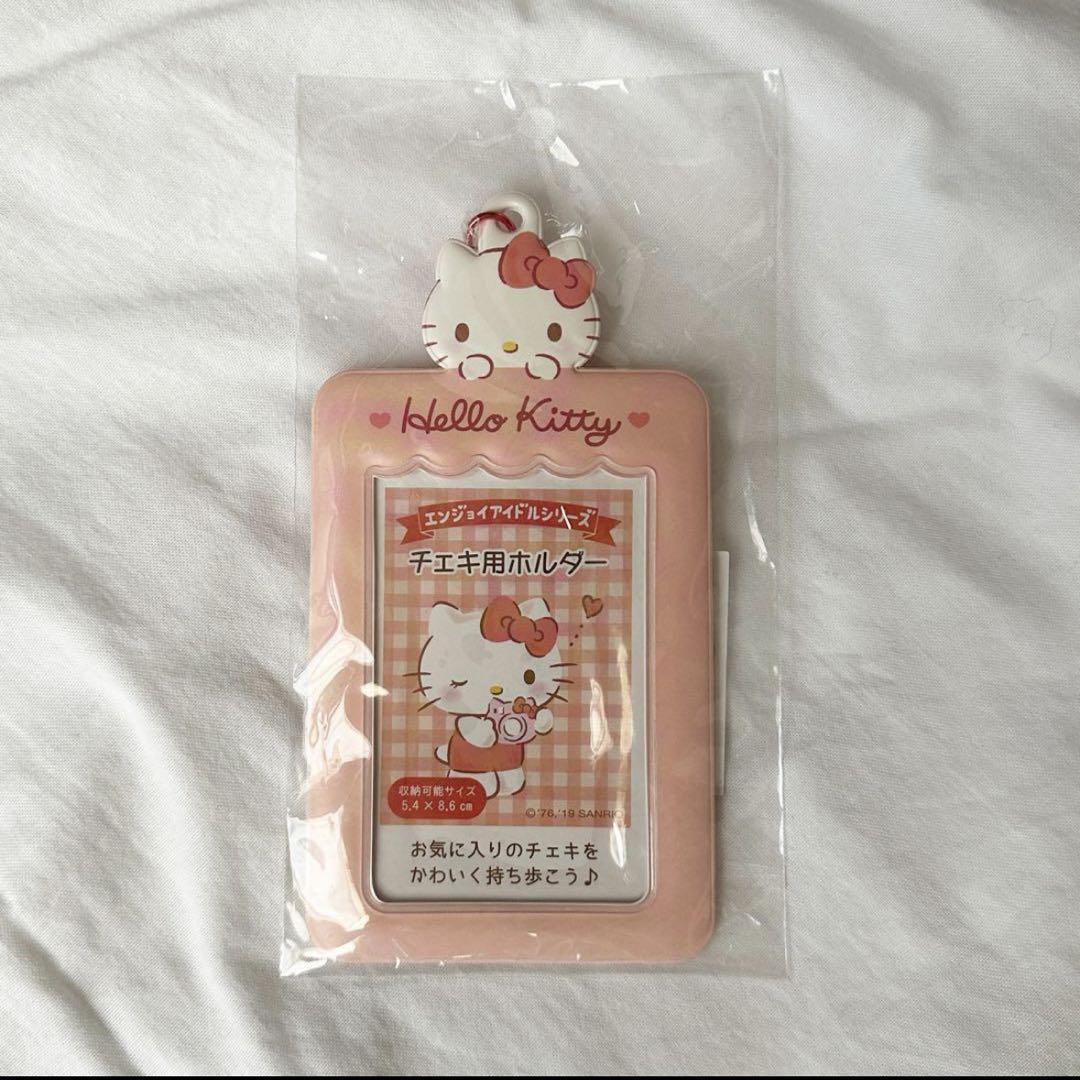 Hello Kitty
エンジョイアイドルシリーズ
チェキ用ホルダー
収納可能サイズ
5.4 × 8.6 cm
©'76,'19 SANRIO
お気に入りのチェキを
かわいく持ち歩こう♪